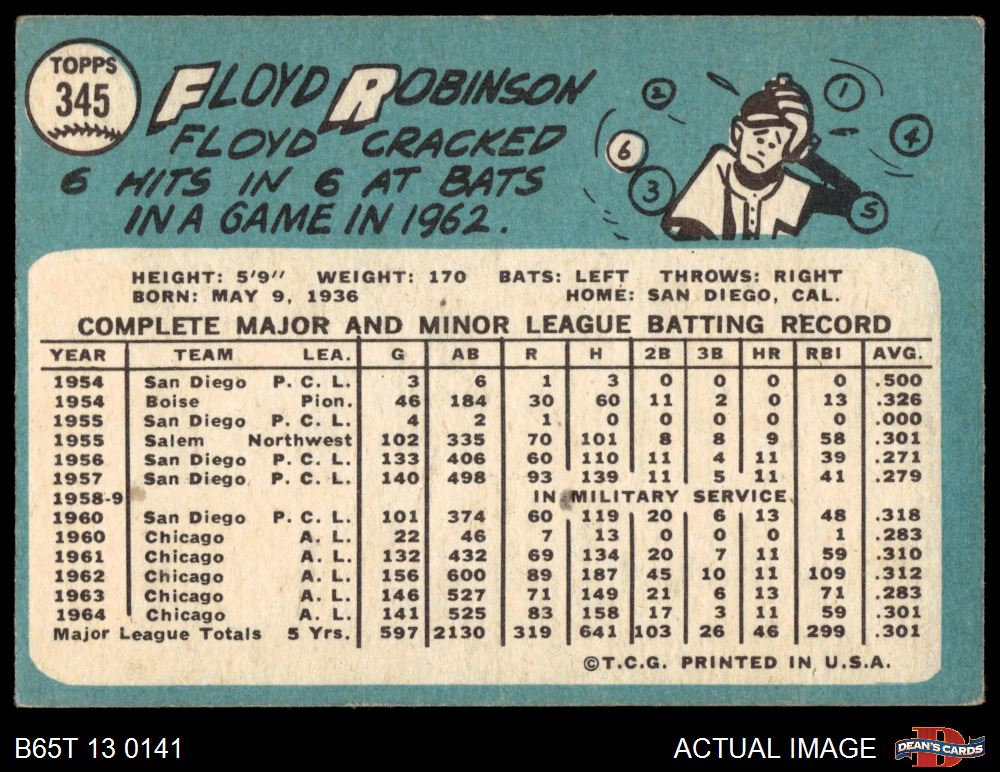 TOPPS
345
FLOYD ROBINSON
FLOYD CRACKED
6 HITS IN 6 AT BATS
IN A GAME IN 1962.
2 1
6 4
3 5
HEIGHT: 5'9" WEIGHT: 170 BATS: LEFT THROWS: RIGHT
BORN: MAY 9, 1936 HOME: SAN DIEGO, CAL.
COMPLETE MAJOR AND MINOR LEAGUE BATTING RECORD
YEAR TEAM LEA. G AB R H 2B 3B HR RBI AVG.
1954 San Diego P. C. L. 3 6 1 3 0 0 0 0 .500
1954 Boise Pion. 46 184 30 60 11 2 0 13 .326
1955 San Diego P. C. L. 4 2 1 0 0 0 0 0 .000
1955 Salem Northwest 102 335 70 101 8 8 9 58 .301
1956 San Diego P. C. L. 133 406 60 110 11 4 11 39 .271
1957 San Diego P. C. L. 140 498 93 139 11 5 11 41 .279
1958-9 IN MILITARY SERVICE
1960 San Diego P. C. L. 101 374 60 119 20 6 13 48 .318
1960 Chicago A. L. 22 46 7 13 0 0 0 1 .283
1961 Chicago A. L. 132 432 69 134 20 7 11 59 .310
1962 Chicago A. L. 156 600 89 187 45 10 11 109 .312
1963 Chicago A. L. 146 527 71 149 21 6 13 71 .283
1964 Chicago A. L. 141 525 83 158 17 3 11 59 .301
Major League Totals 5 Yrs. 597 2130 319 641 103 26 46 299 .301
©T.C.G. PRINTED IN U.S.A.
B65T 13 0141 ACTUAL IMAGE DEAN'S CARDS